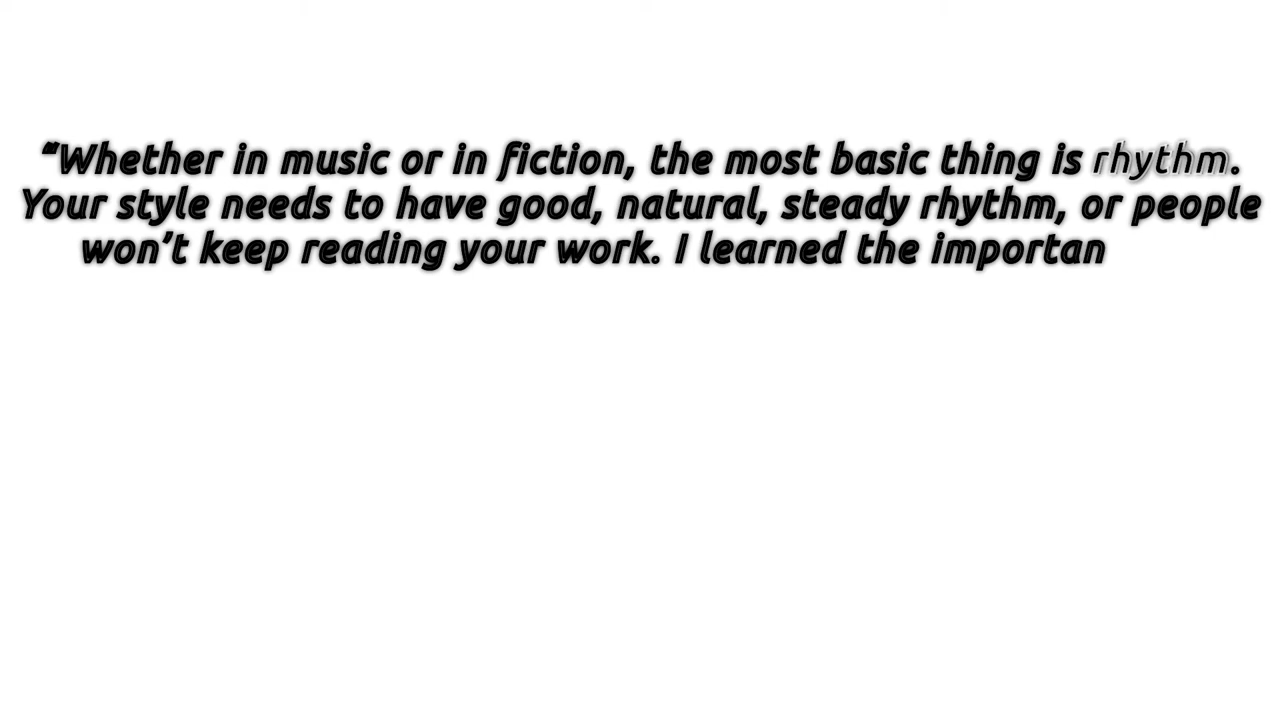 “Whether in music or in fiction, the most basic thing is rhythm.
Your style needs to have good, natural, steady rhythm, or people
won’t keep reading your work. I learned the importan